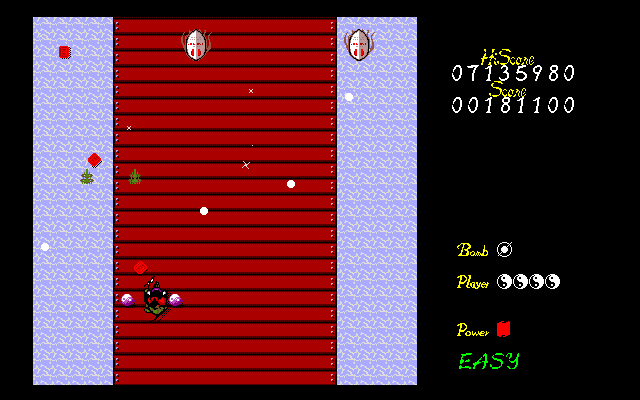 HiScore
07135980
Score
00181100
Bomb
Player
Power
EASY